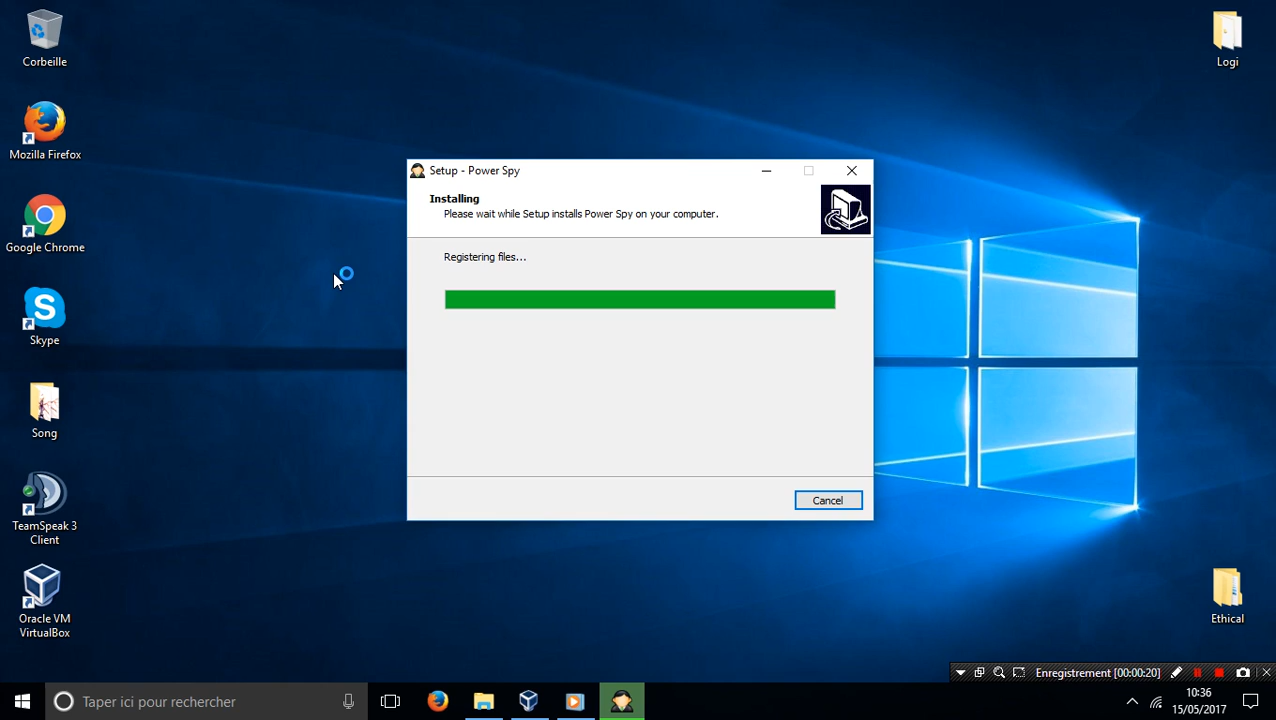 Corbeille
Logi
Mozilla Firefox
Google Chrome
Skype
Song
TeamSpeak 3
Client
Oracle VM
VirtualBox
Ethical
Setup - Power Spy
Installing
Please wait while Setup installs Power Spy on your computer.
Registering files...
Cancel
Enregistrement [00:00:20]
Taper ici pour rechercher
10:36
15/05/2017